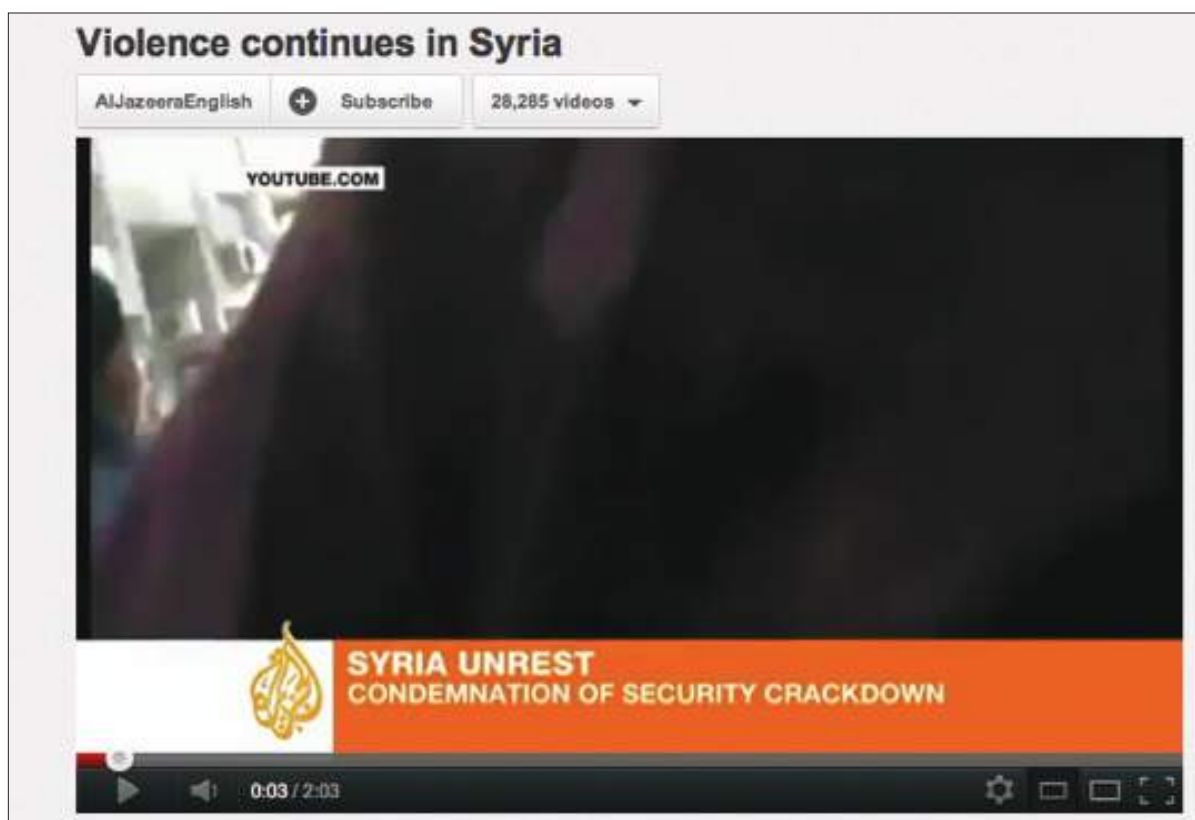 Violence continues in Syria
AlJazeeraEnglish Subscribe 28,285 videos
YOUTUBE.COM
SYRIA UNREST
CONDEMNATION OF SECURITY CRACKDOWN
0:03 / 2:03